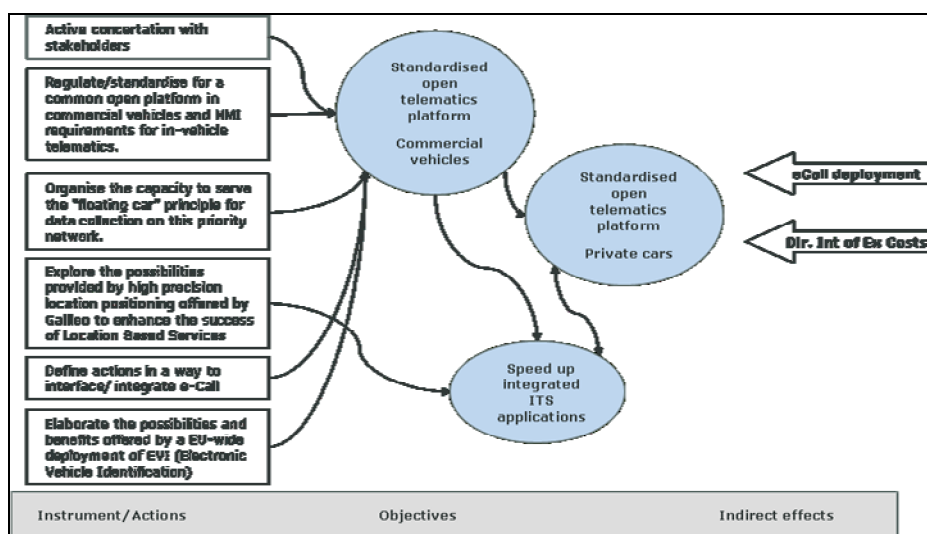 Active concertation with
stakeholders
Regulate/standardise for a
common open platform in
commercial vehicles and HMI
requirements for in-vehicle
telematics.
Organise the capacity to serve
the "floating car" principle for
data collection on this priority
network.
Explore the possibilities
provided by high precision
location positioning offered by
Galileo to enhance the success
of Location Based Services
Define actions in a way to
interface/ integrate e-Call
Elaborate the possibilities and
benefits offered by a EU-wide
deployment of EVI (Electronic
Vehicle Identification)
Standardised
open
telematics
platform
Commercial
vehicles
Standardised
open
telematics
platform
Private cars
Speed up
integrated
ITS
applications
eCall deployment
Dir. Int of Ex Costs
Instrument/Actions
Objectives
Indirect effects